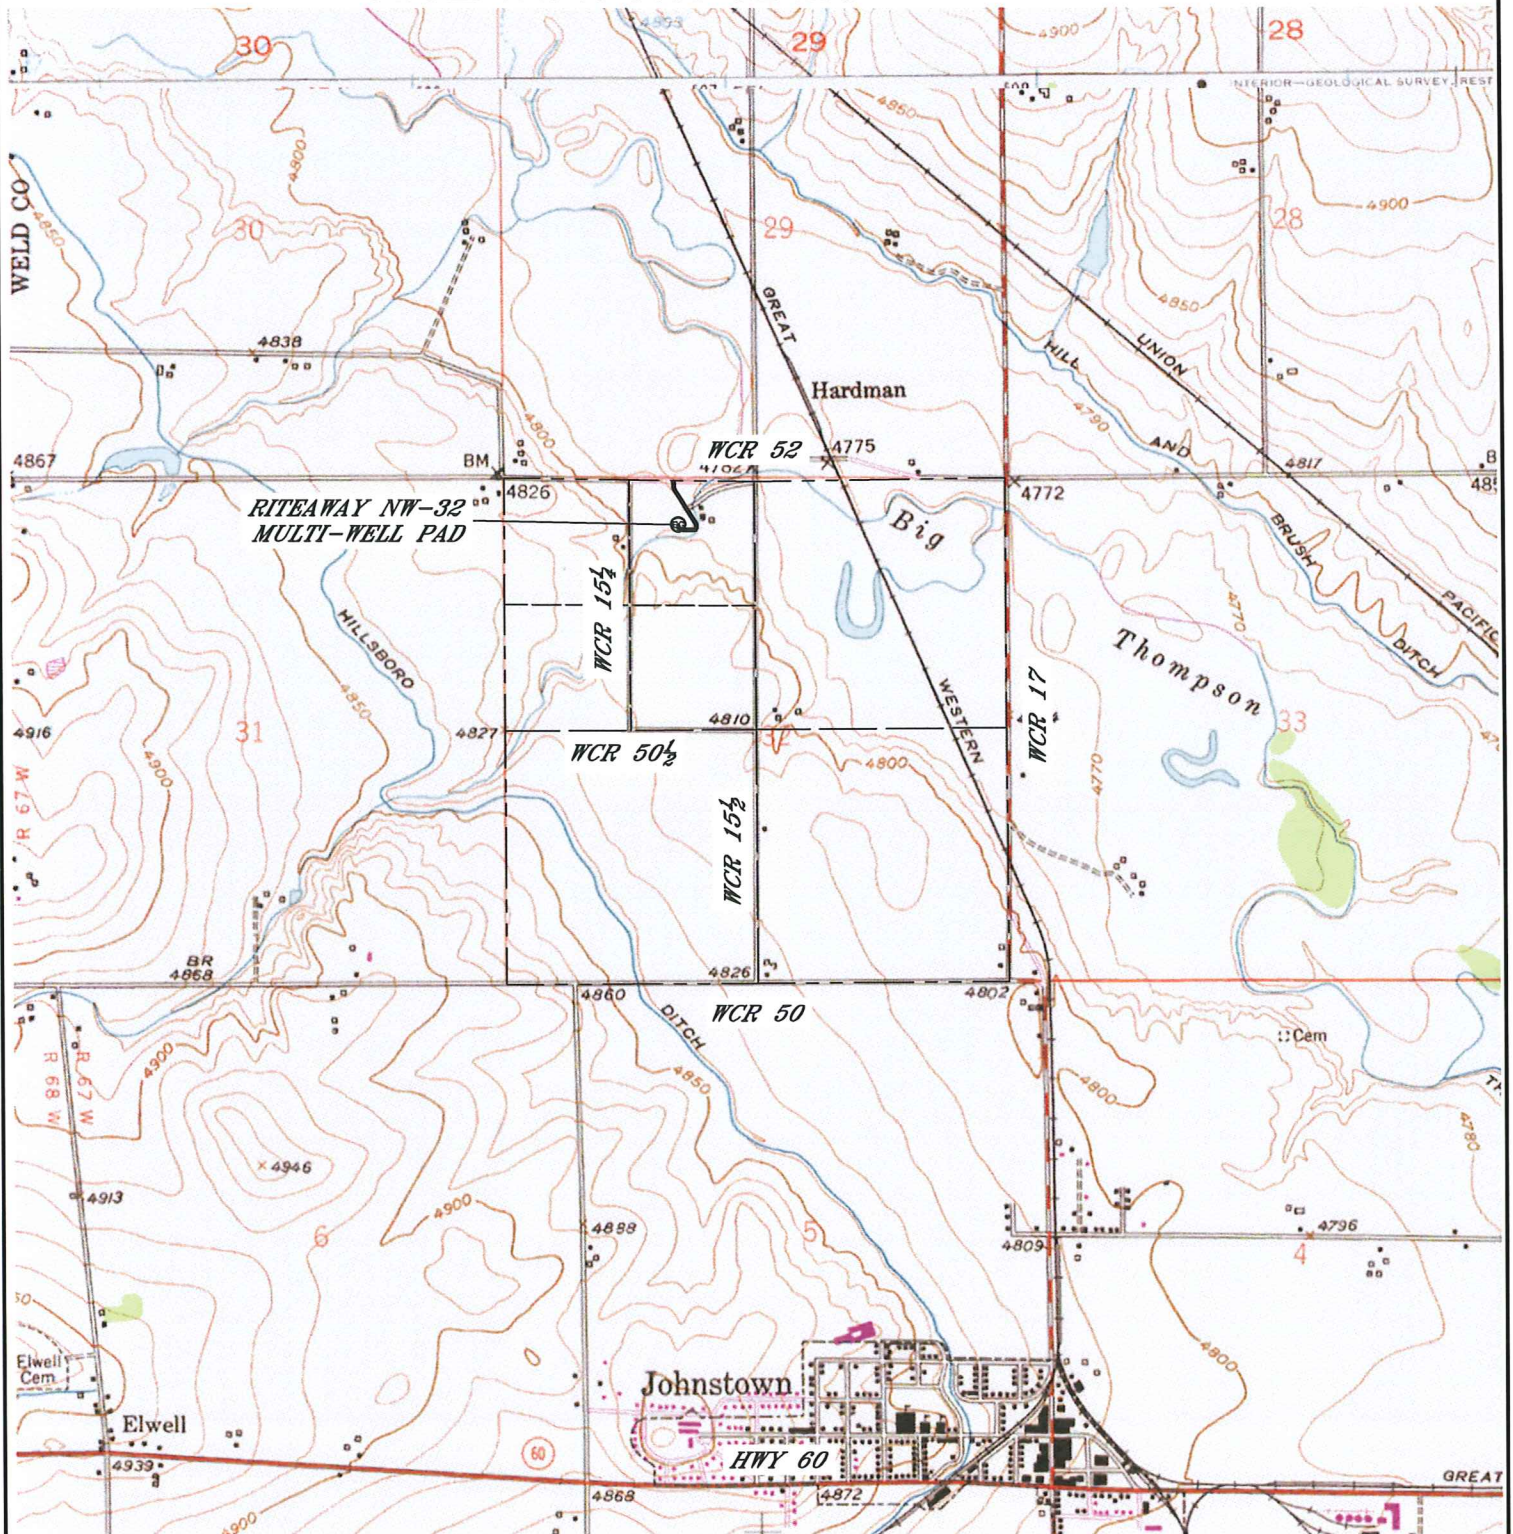 4893
30
29
28
4900
INTERIOR—GEOLOGICAL SURVEY, REST
4850
4800
WELD CO
4850
30
29
28
4900
4850
GREAT
4838
HILL
UNION
Hardman
4800
4790
WCR 52
4775
AND
4867
BM
4817
4826
4772
RITEAWAY NW-32
MULTI-WELL PAD
Big
BRUSH
WCR 15¼
4770
PACIFIC
HILLSBORO
Thompson
DITCH
4850
WESTERN
WCR 17
4916
31
4827
4810
32
33
WCR 50½
4900
4800
4770
R 67 W
WCR 15½
BR
4868
4826
4860
4802
WCR 50
DITCH
Cem
4900
R 68 W
R 67 W
4850
4800
4780
4946
4913
4900
6
4888
5
4809
4796
4
4800
Elwell
Cem
Johnstown
Elwell
60
HWY 60
4939
GREAT
4868
4872
4900